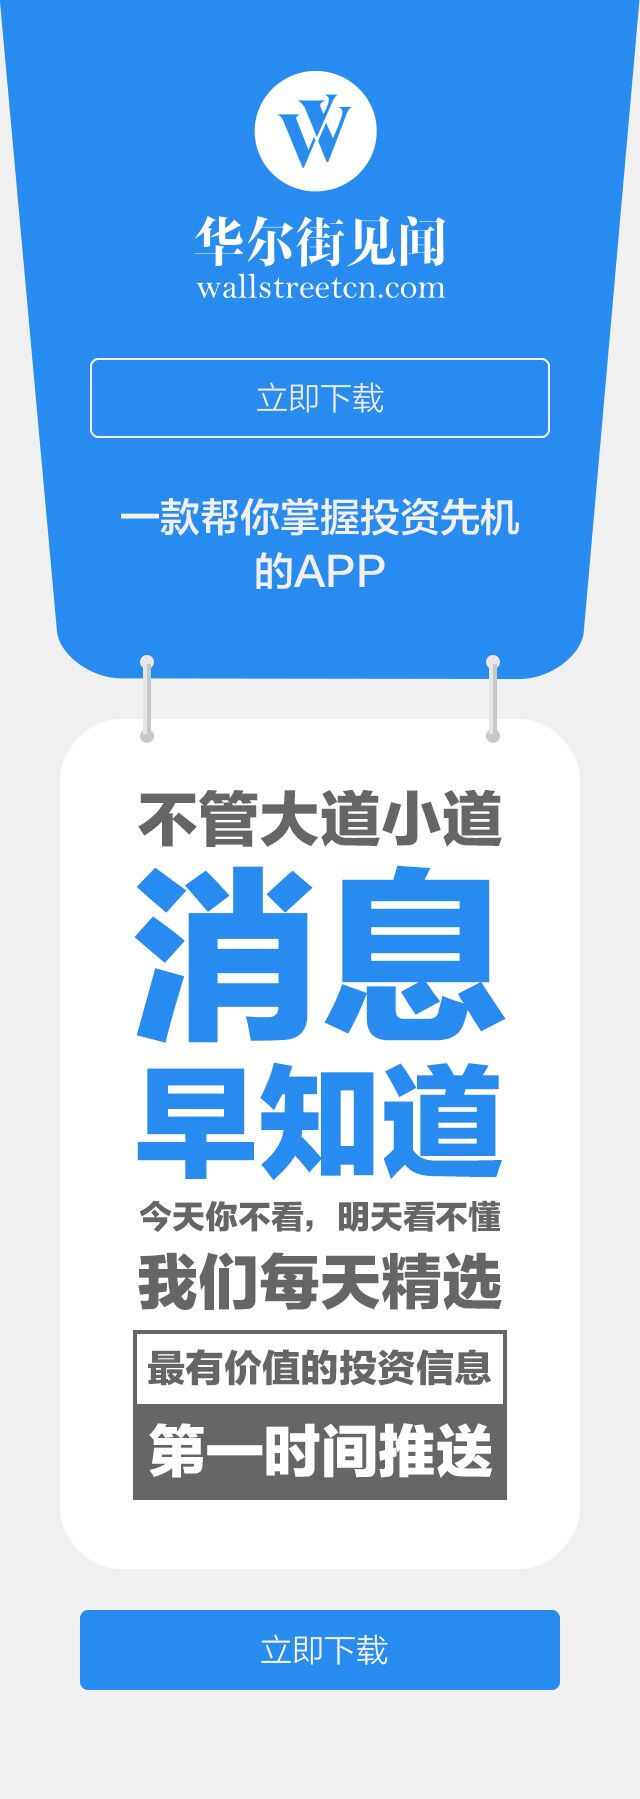 华尔街见闻
wallstreetcn.com
立即下载
一款帮你掌握投资先机
的APP
不管大道小道
消息
早知道
今天你不看，明天看不懂
我们每天精选
最有价值的投资信息
第一时间推送
立即下载